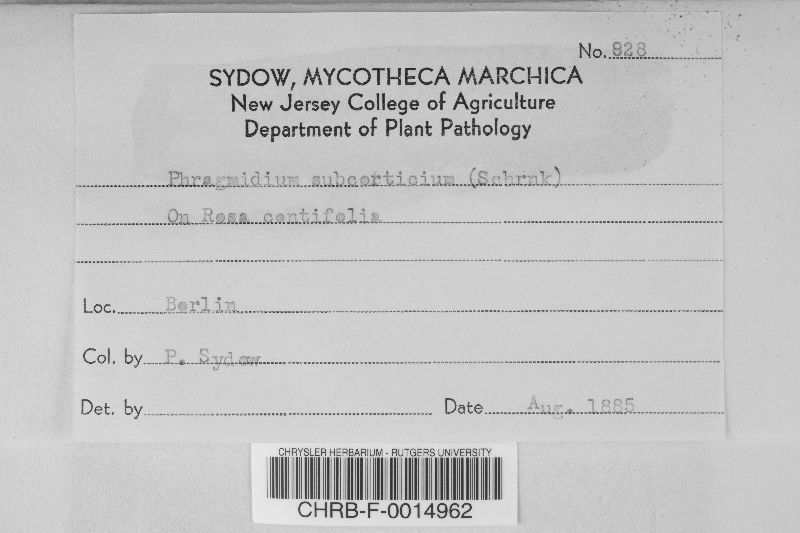 No. 828
SYDOW, MYCOTHECA MARCHICA
New Jersey College of Agriculture
Department of Plant Pathology
Phragmidium subcorticium (Schrnk)
On Rosa centifolia
Loc. Berlin
Col. by P. Sydow
Det. by
Date Aug. 1885
CHRYSLER HERBARIUM - RUTGERS UNIVERSITY
CHRB-F-0014962